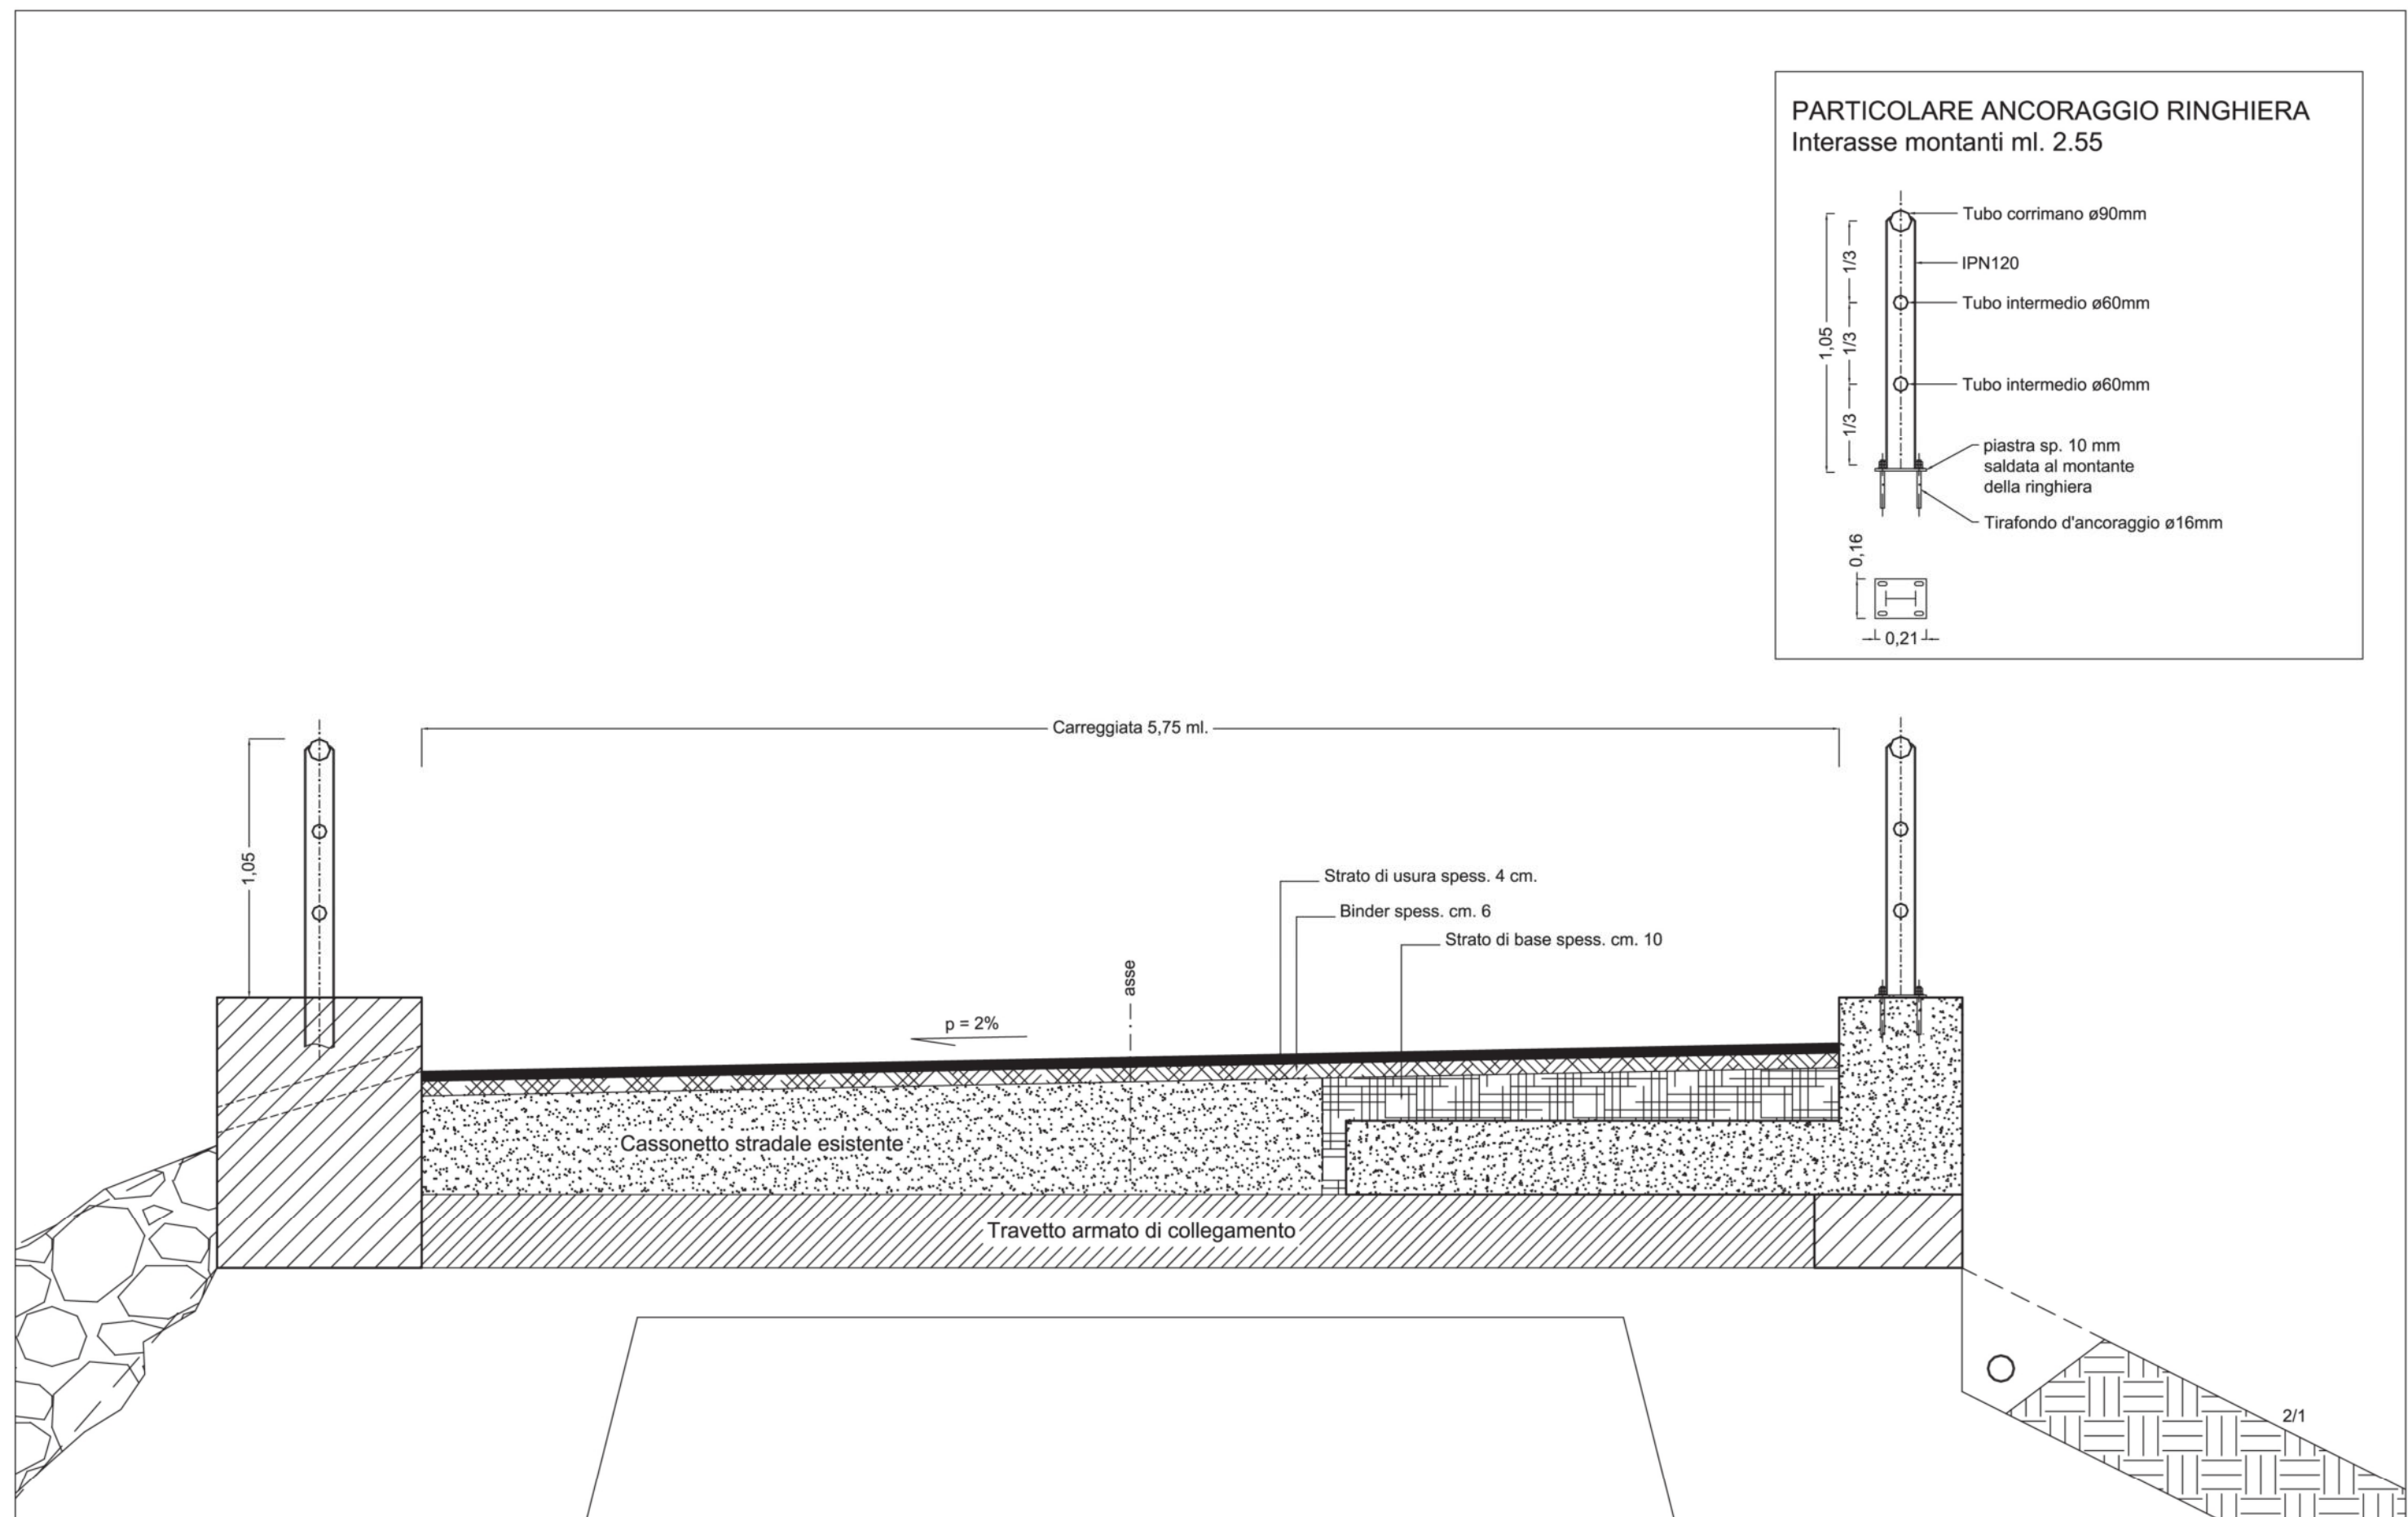 PARTICOLARE ANCORAGGIO RINGHIERA
Interasse montanti ml. 2.55
Tubo corrimano ø90mm
1/3
IPN120
Tubo intermedio ø60mm
1,05
1/3
Tubo intermedio ø60mm
1/3
piastra sp. 10 mm
saldata al montante
della ringhiera
Tirafondo d'ancoraggio ø16mm
0,16
0,21
Carreggiata 5,75 ml.
1,05
Strato di usura spess. 4 cm.
Binder spess. cm. 6
Strato di base spess. cm. 10
asse
p = 2%
Cassonetto stradale esistente
Travetto armato di collegamento
2/1